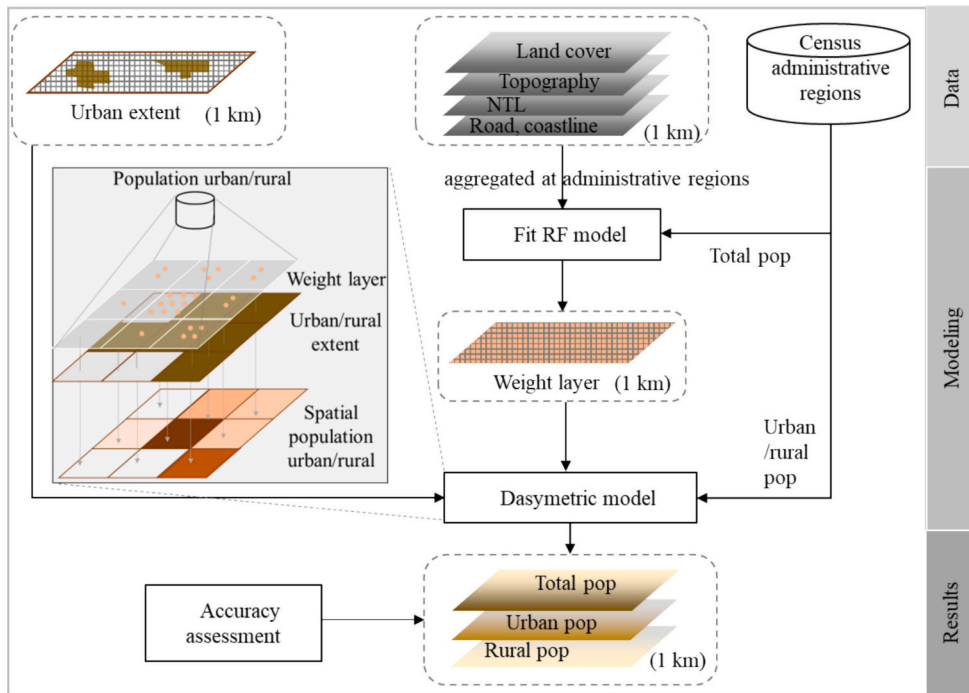 Urban extent
(1 km)
Land cover
Topography
NTL
Road, coastline
(1 km)
Census
administrative
regions
Data
Population urban/rural
Weight layer
Urban/rural
extent
Spatial
population
urban/rural
aggregated at administrative regions
Fit RF model
Total pop
Weight layer
(1 km)
Urban
/rural
pop
Dasymetric model
Modeling
Accuracy
assessment
Total pop
Urban pop
Rural pop
(1 km)
Results